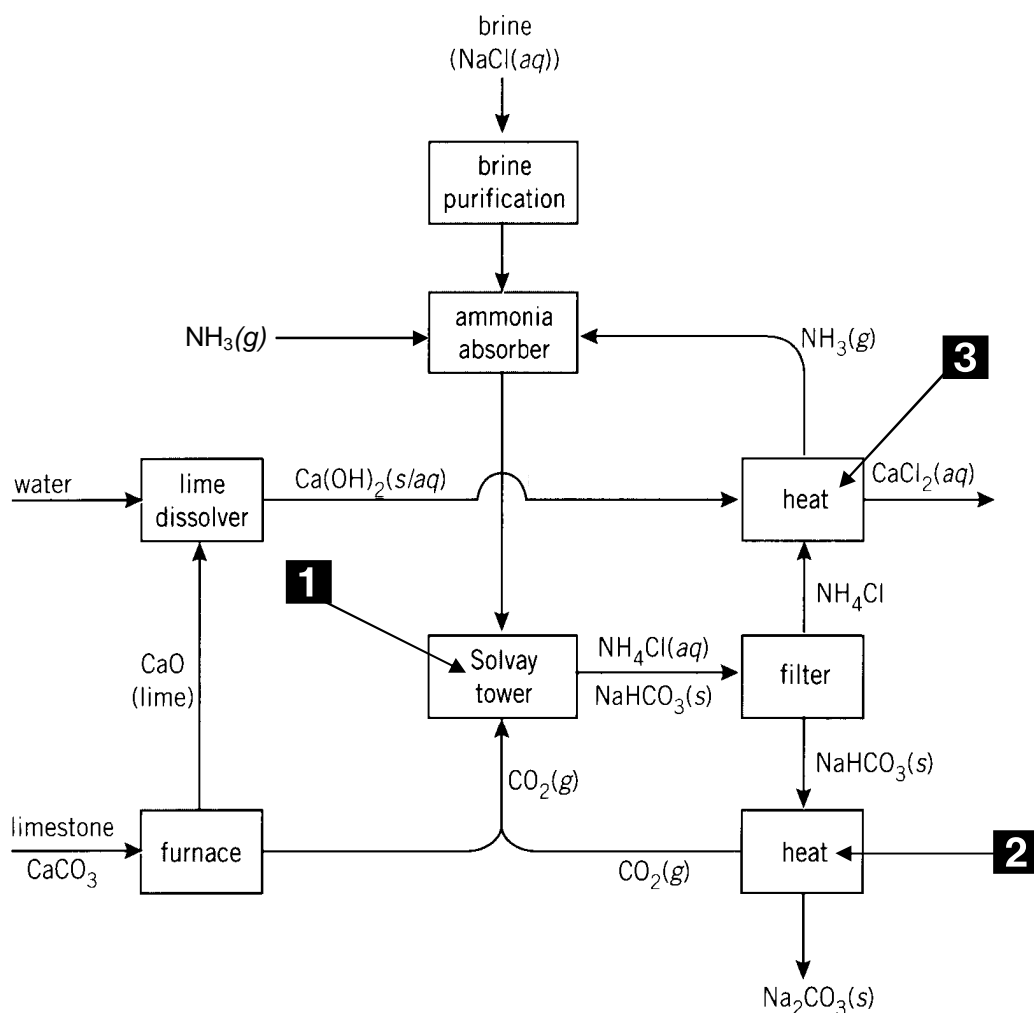 brine
(NaCl(aq))
brine
purification
NH₃(g)
ammonia
absorber
NH₃(g)
3
water
lime
dissolver
Ca(OH)₂(s/aq)
heat
CaCl₂(aq)
1
NH₄Cl
CaO
(lime)
Solvay
tower
NH₄Cl(aq)
NaHCO₃(s)
filter
CO₂(g)
NaHCO₃(s)
limestone
CaCO₃
furnace
CO₂(g)
heat
2
Na₂CO₃(s)